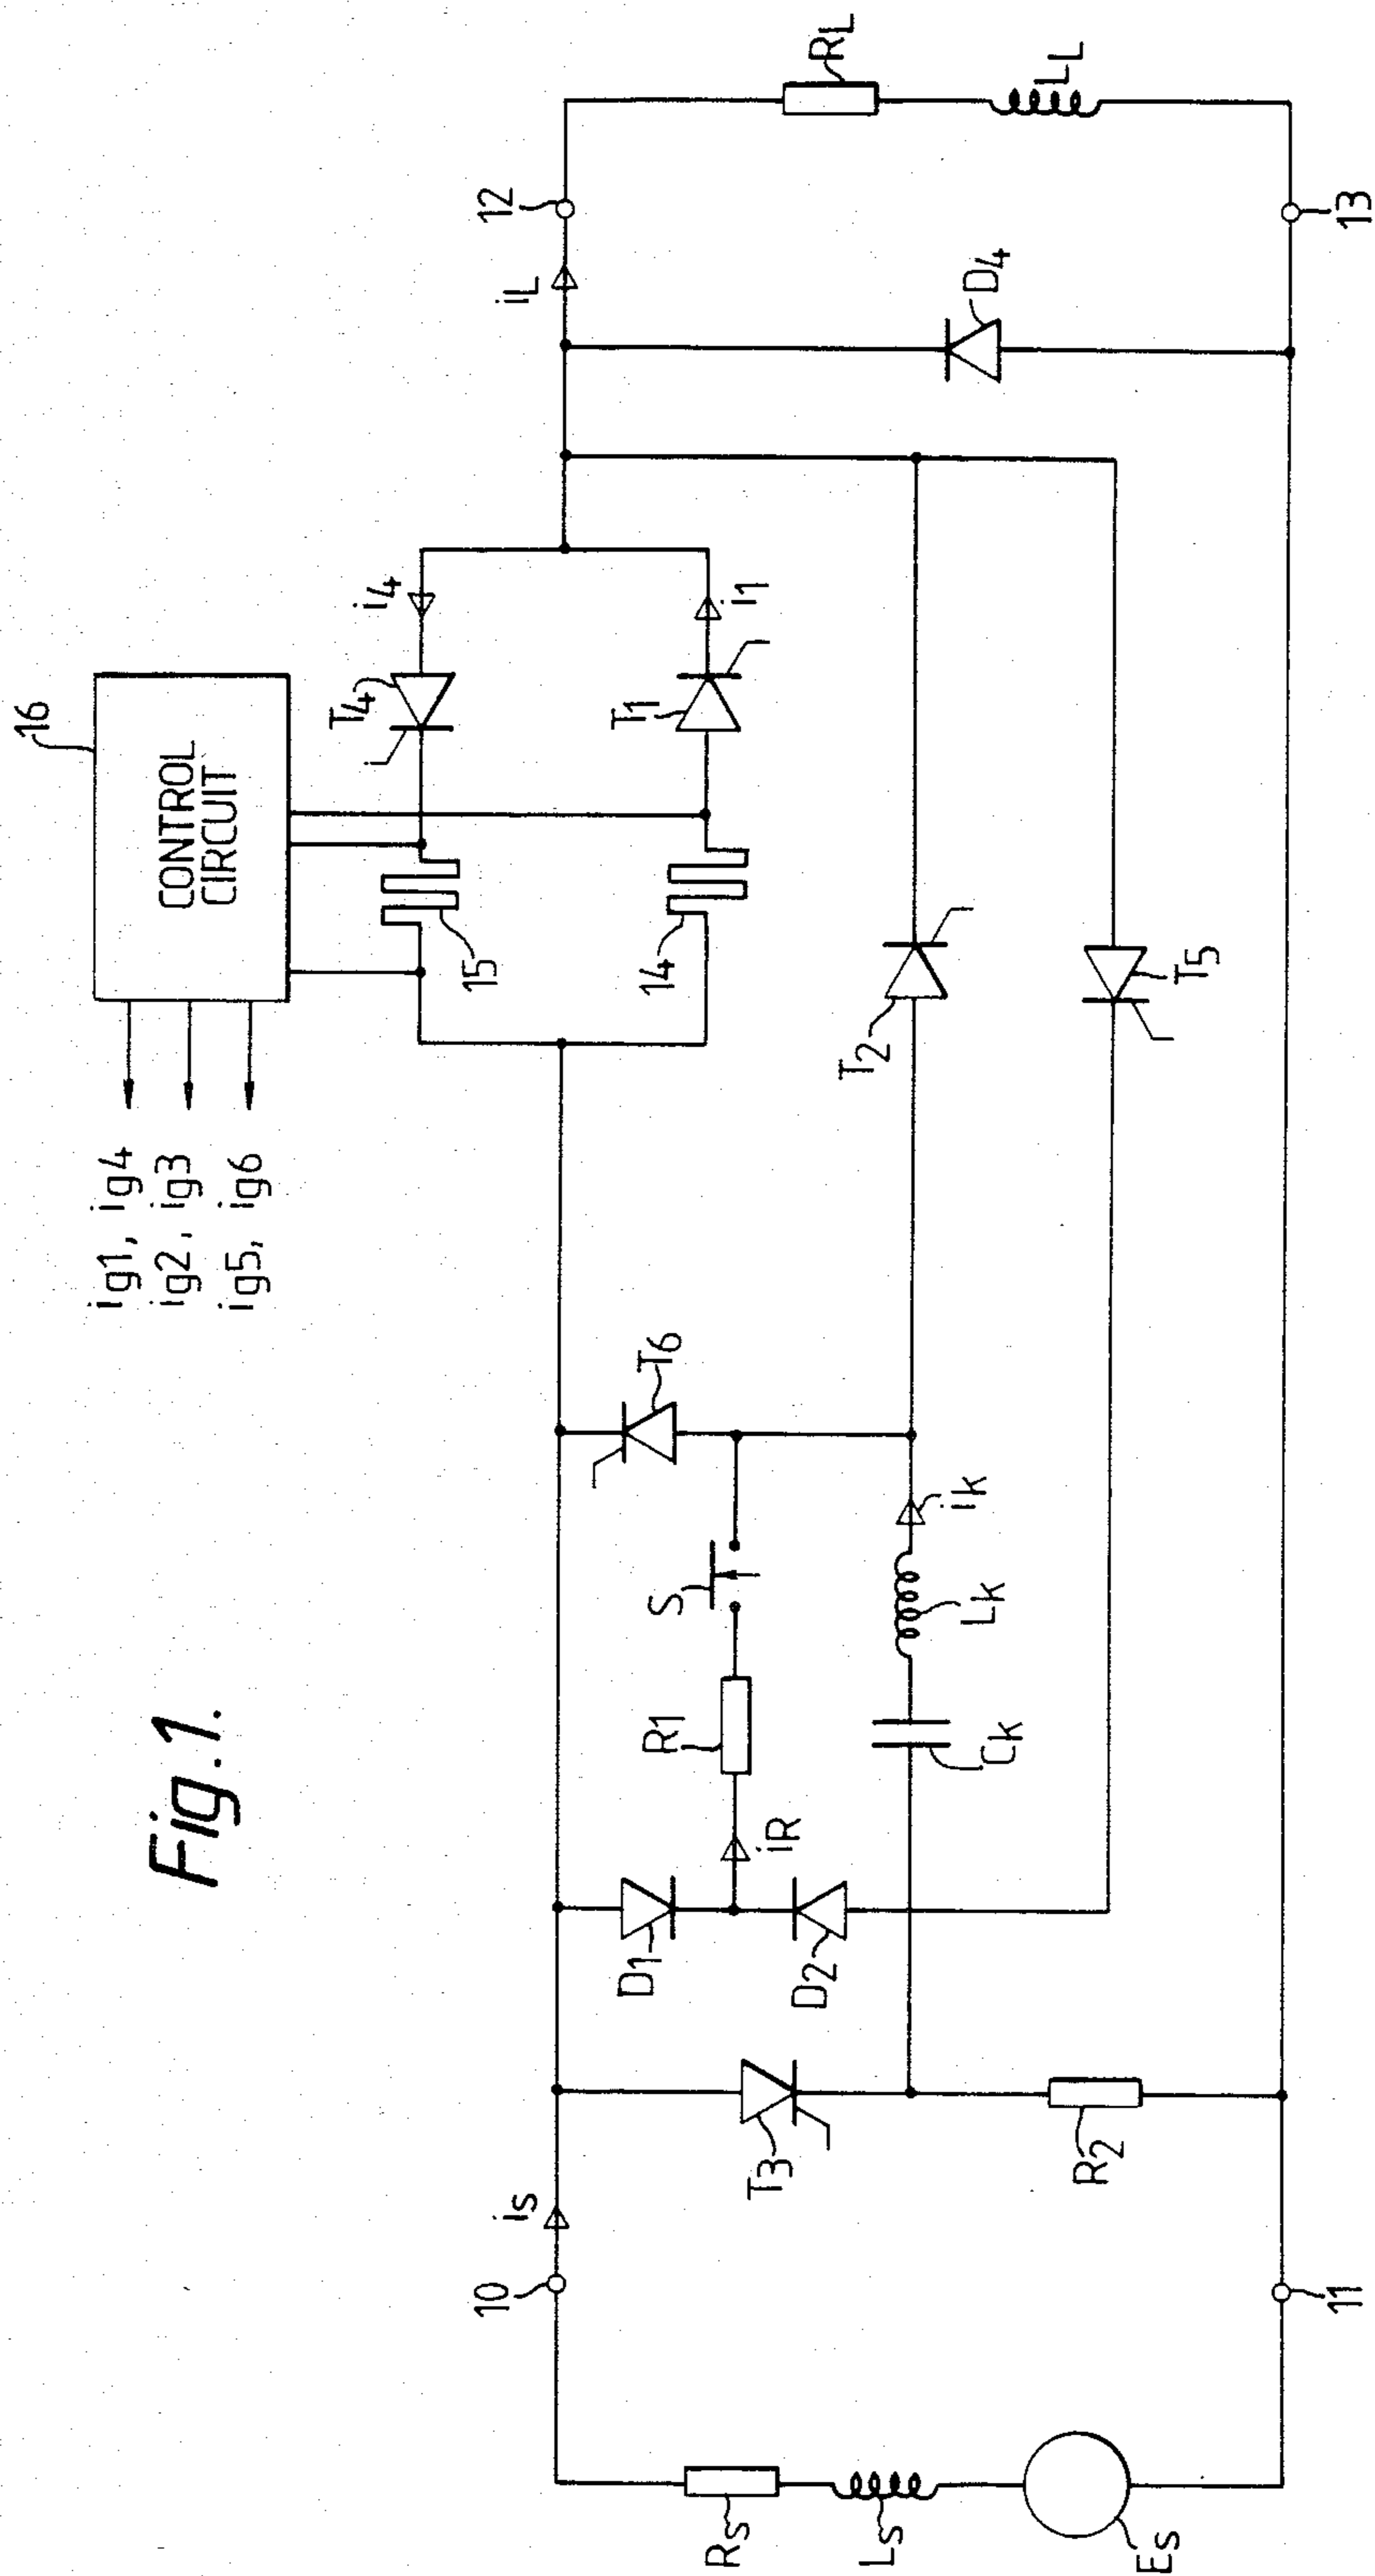 Fig.1.
16
CONTROL
CIRCUIT
ig1, ig4
ig2, ig3
ig5, ig6
i4
T4
15
i1
T1
14
iL
12
RL
LL
D4
13
10
is
T3
D1
D2
iR
R1
S
T6
T2
T5
ik
Lk
Ck
R2
11
Rs
Ls
Es